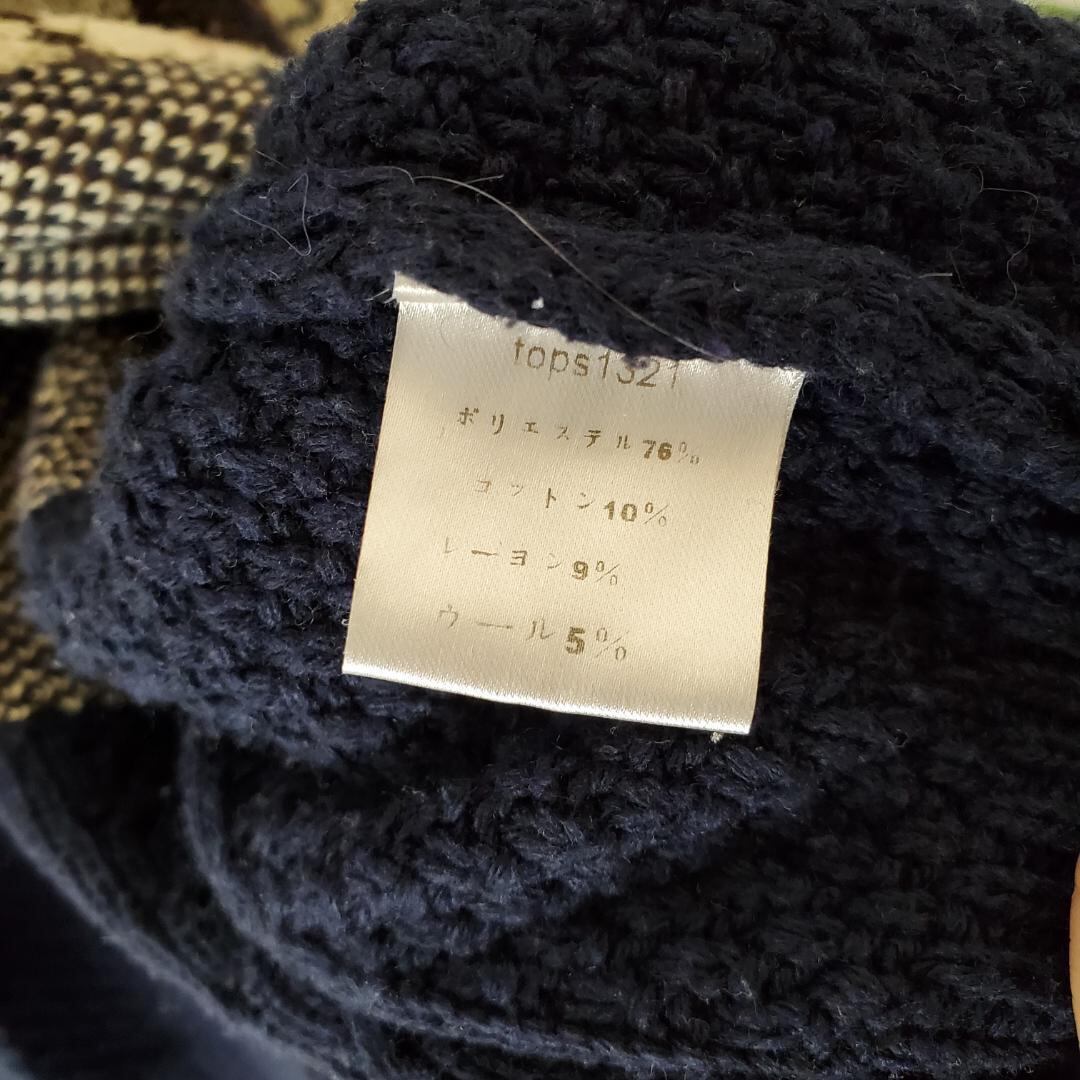 tops1321
ポリエステル76%
コットン10%
レーヨン9%
ウール5%